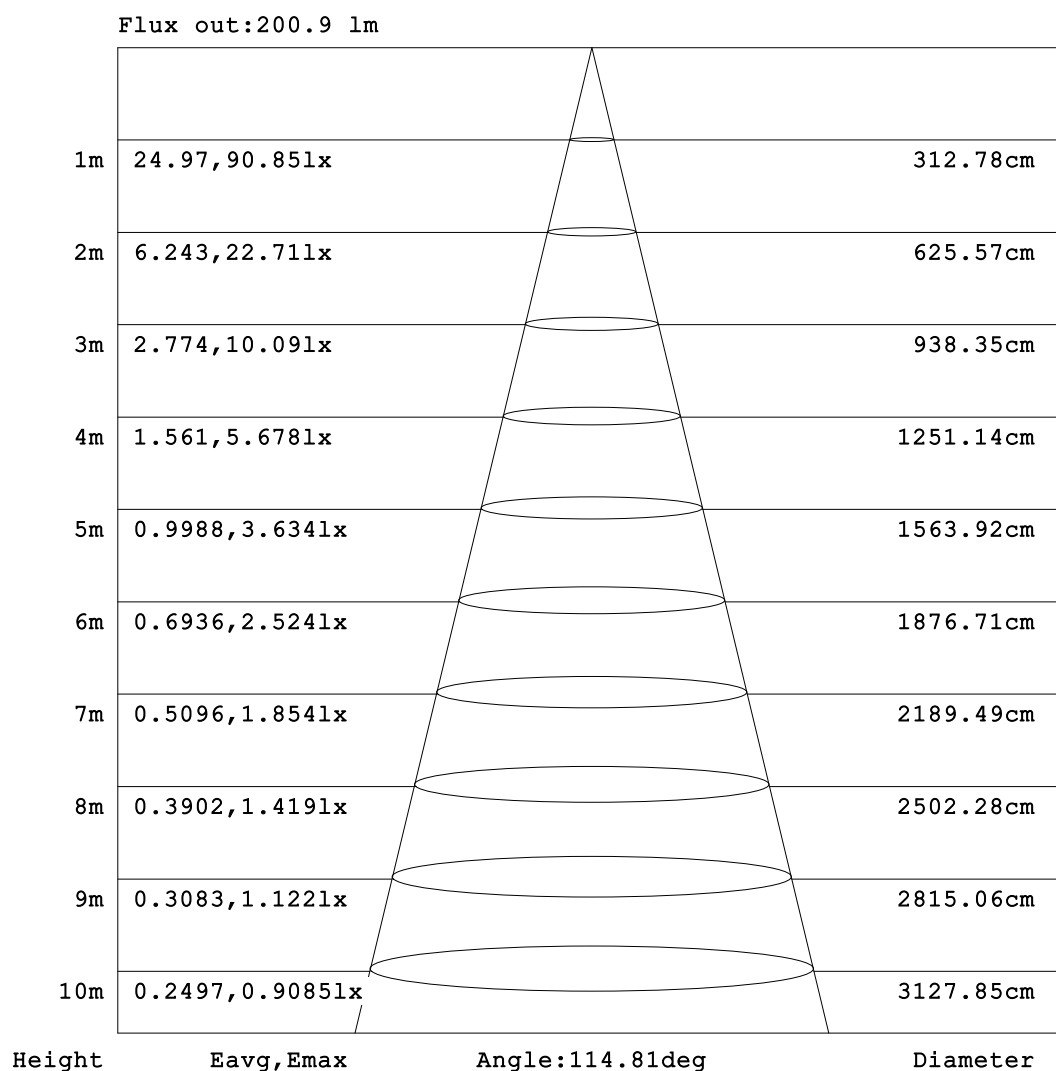 Flux out:200.9 lm
1m 24.97,90.85lx 312.78cm
2m 6.243,22.71lx 625.57cm
3m 2.774,10.09lx 938.35cm
4m 1.561,5.678lx 1251.14cm
5m 0.9988,3.634lx 1563.92cm
6m 0.6936,2.524lx 1876.71cm
7m 0.5096,1.854lx 2189.49cm
8m 0.3902,1.419lx 2502.28cm
9m 0.3083,1.122lx 2815.06cm
10m 0.2497,0.9085lx 3127.85cm
Height Eavg,Emax Angle:114.81deg Diameter